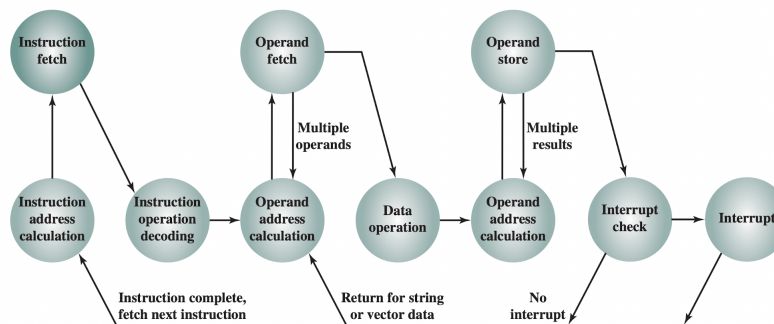 Instruction
fetch
Operand
fetch
Operand
store
Multiple
operands
Multiple
results
Instruction
address
calculation
Instruction
operation
decoding
Operand
address
calculation
Data
operation
Operand
address
calculation
Interrupt
check
Interrupt
Instruction complete,
fetch next instruction
Return for string
or vector data
No
interrupt